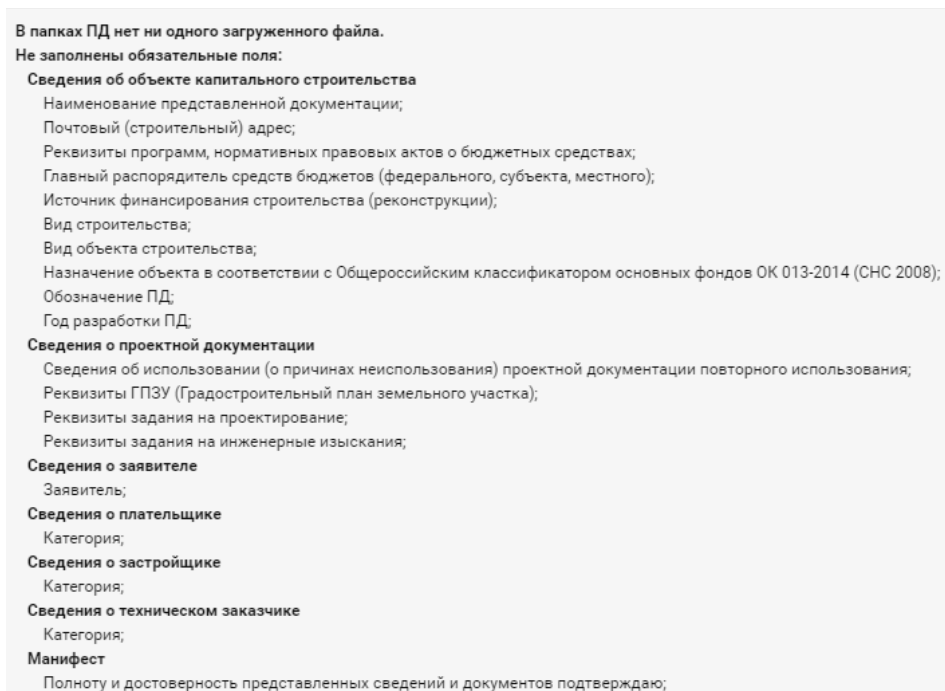 В папках ПД нет ни одного загруженного файла.
Не заполнены обязательные поля:
Сведения об объекте капитального строительства
Наименование представленной документации;
Почтовый (строительный) адрес;
Реквизиты программ, нормативных правовых актов о бюджетных средствах;
Главный распорядитель средств бюджетов (федерального, субъекта, местного);
Источник финансирования строительства (реконструкции);
Вид строительства;
Вид объекта строительства;
Назначение объекта в соответствии с Общероссийским классификатором основных фондов ОК 013-2014 (СНС 2008);
Обозначение ПД;
Год разработки ПД;
Сведения о проектной документации
Сведения об использовании (о причинах неиспользования) проектной документации повторного использования;
Реквизиты ГПЗУ (Градостроительный план земельного участка);
Реквизиты задания на проектирование;
Реквизиты задания на инженерные изыскания;
Сведения о заявителе
Заявитель;
Сведения о плательщике
Категория;
Сведения о застройщике
Категория;
Сведения о техническом заказчике
Категория;
Манифест
Полноту и достоверность представленных сведений и документов подтверждаю;